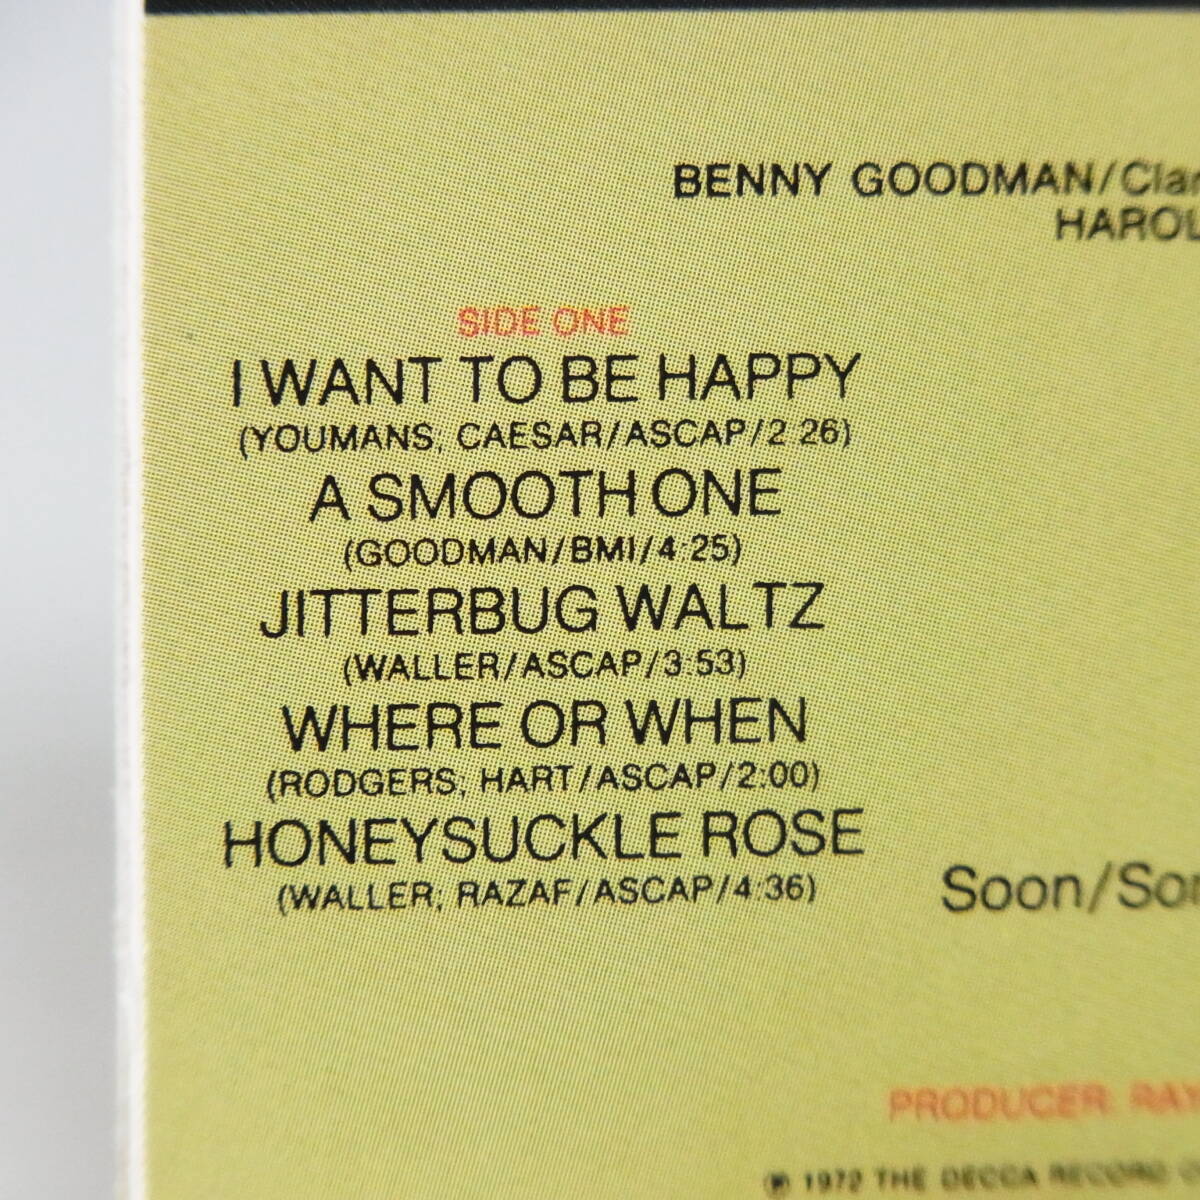 BENNY GOODMAN/Clar
HAROL
SIDE ONE
I WANT TO BE HAPPY
(YOUMANS; CAESAR/ASCAP/2:26)
A SMOOTH ONE
(GOODMAN/BMI/4:25)
JITTERBUG WALTZ
(WALLER/ASCAP/3:53)
WHERE OR WHEN
(RODGERS; HART/ASCAP/2:00)
HONEYSUCKLE ROSE
(WALLER; RAZAF/ASCAP/4:36)
Soon/Som
PRODUCER: RAY
℗ 1972 THE DECCA RECORD C